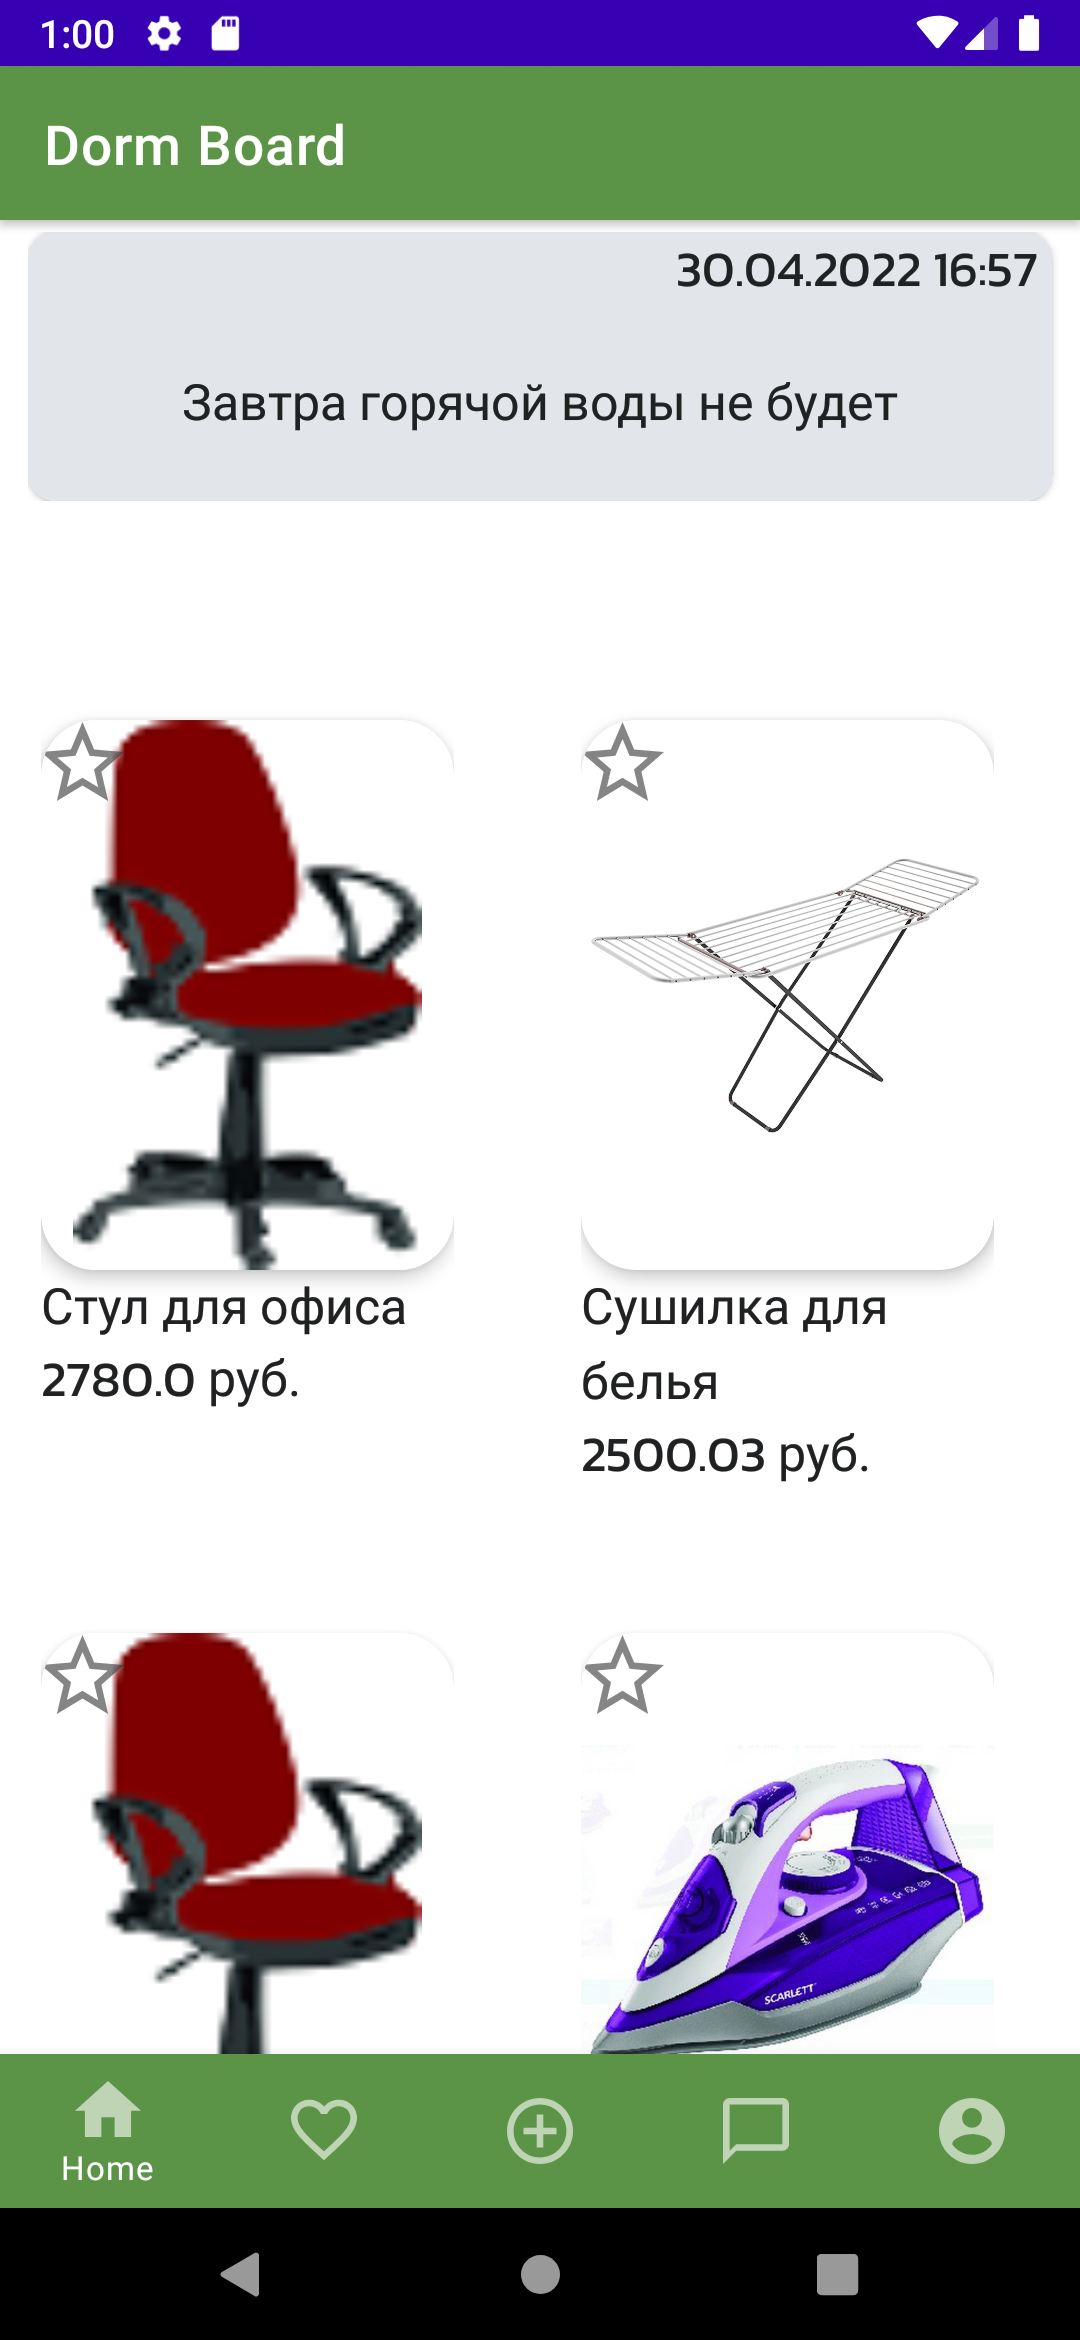 1:00
Dorm Board
30.04.2022 16:57
Завтра горячой воды не будет
Стул для офиса
2780.0 руб.
Сушилка для
белья
2500.03 руб.
SCARLETT
Home